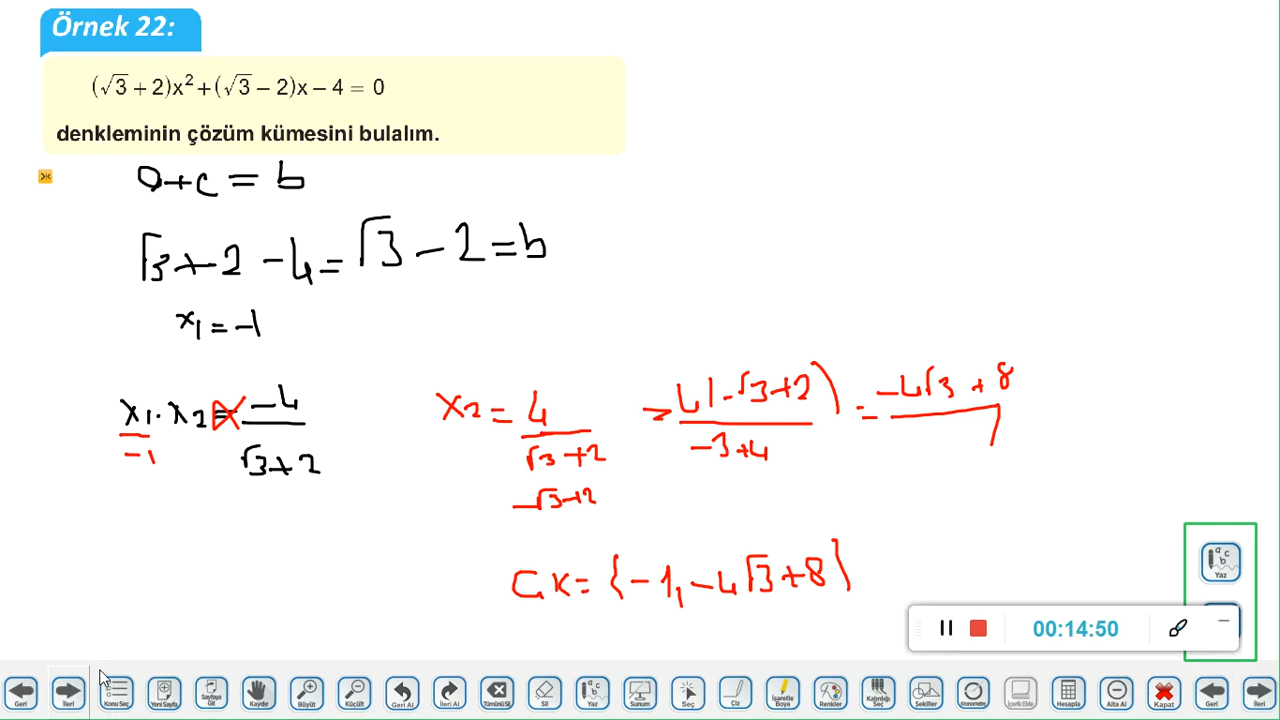 Örnek 22:
(√3 + 2)x² + (√3 − 2)x − 4 = 0
denkleminin çözüm kümesini bulalım.
a+c = b
√3 + 2 − 4 = √3 − 2 = b
x₁ = −1
x₁ . x₂ = −4 / √3+2
−1
x₂ = 4 / √3+2 = 4(−√3+2) / −3+4 = −4√3 + 8 / 1
−√3+2
ÇK = {−1, −4√3+8}
a b c
Yaz
00:14:50
Geri
İleri
Konu Seç
Yeni Sayfa
Sayfaya Git
Kaydır
Büyüt
Küçült
Geri Al
İleri Al
Tümünü Sil
Sil
Yaz
Sunum
Seç
Çiz
İşaretle Boya
Renkler
Kalınlığı Seç
Şekiller
Kronometre
İçerik Ekle
Hesapla
Alta Al
Kapat
Geri
İleri